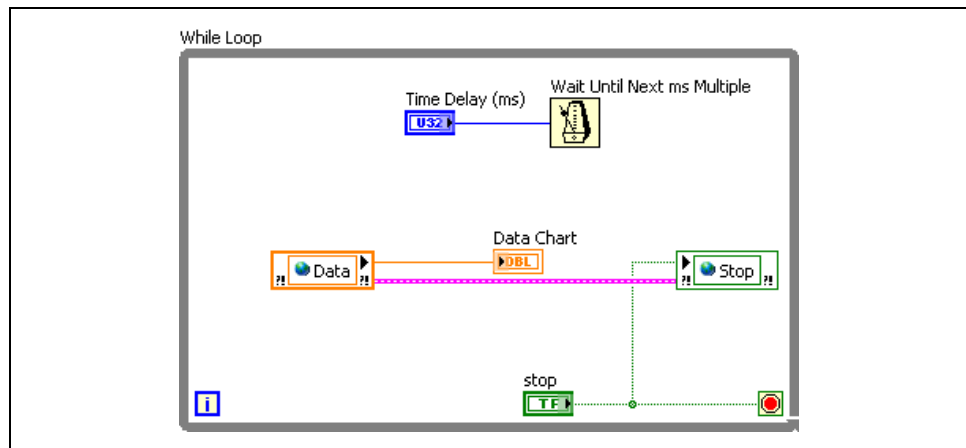 While Loop
Wait Until Next ms Multiple
Time Delay (ms)
U32
Data Chart
DBL
?! Data ?!
?! Stop ?!
stop
TF
i